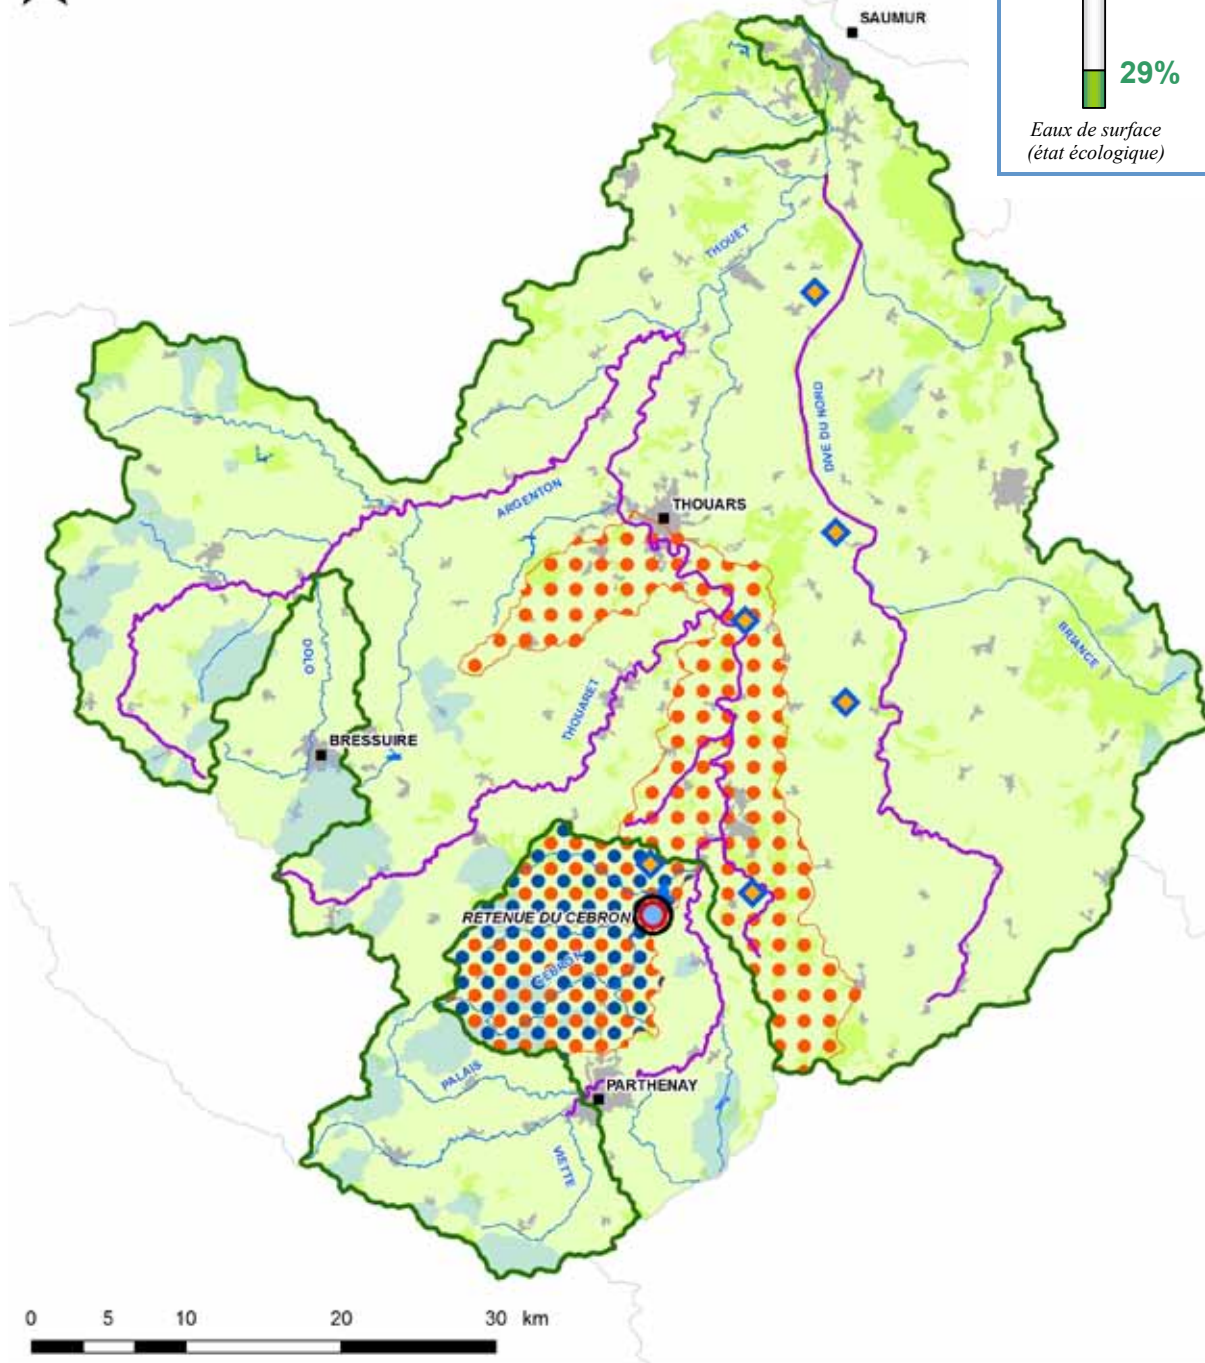 SAUMUR
29%
Eaux de surface
(état écologique)
THOUET
DIVE DU NORD
ARGENTON
THOUARS
BRIANCE
DOLO
THOUARET
BRESSUIRE
RETENUE DU CEBRON
CEBRON
PALAIS
PARTHENAY
VIETTE
0 5 10 20 30 km